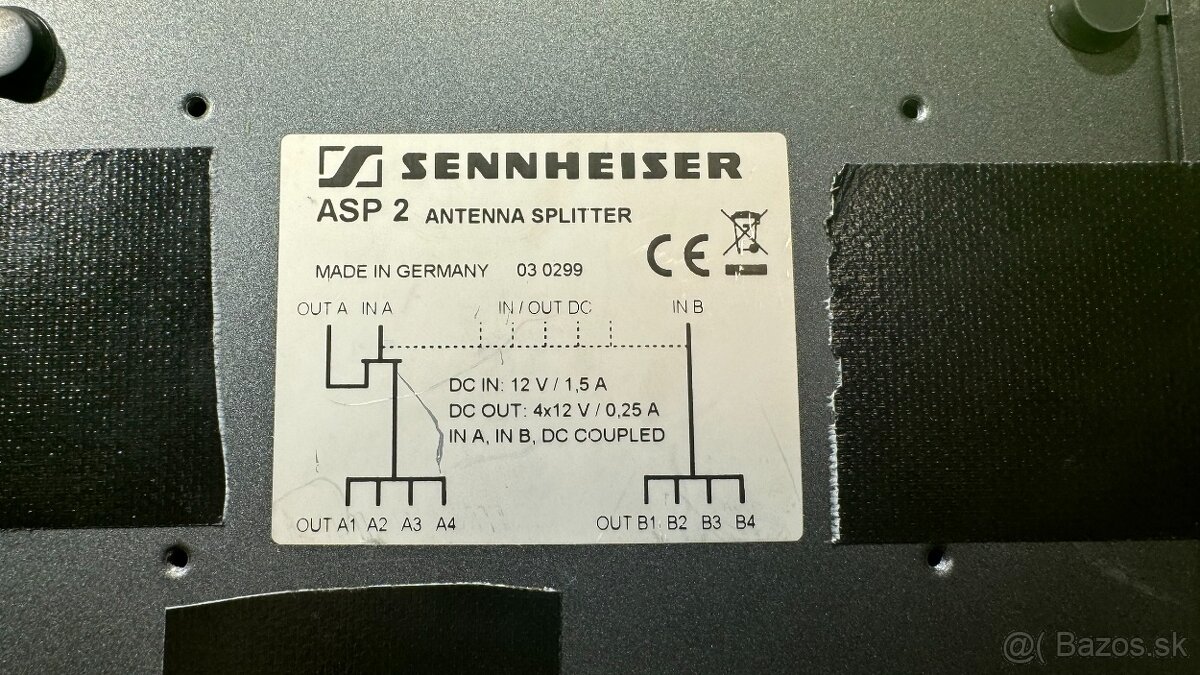 SENNHEISER
ASP 2 ANTENNA SPLITTER
CE
MADE IN GERMANY 03 0299
OUT A IN A IN / OUT DC IN B
DC IN: 12 V / 1,5 A
DC OUT: 4x12 V / 0,25 A
IN A, IN B, DC COUPLED
OUT A1 A2 A3 A4 OUT B1 B2 B3 B4
@( Bazos.sk